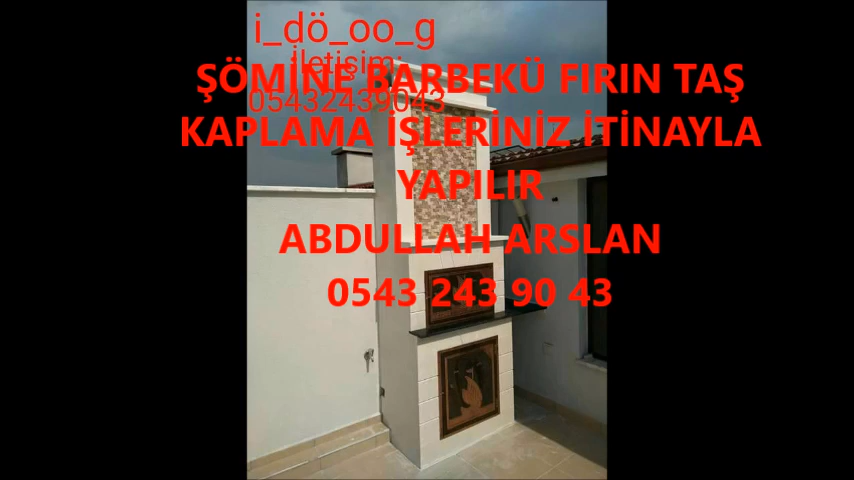 i_dö_oo_g
İletişim:
05432439043
ŞÖMİNE BARBEKÜ FIRIN TAŞ
KAPLAMA İŞLERİNİZ İTİNAYLA
YAPILIR
ABDULLAH ARSLAN
0543 243 90 43